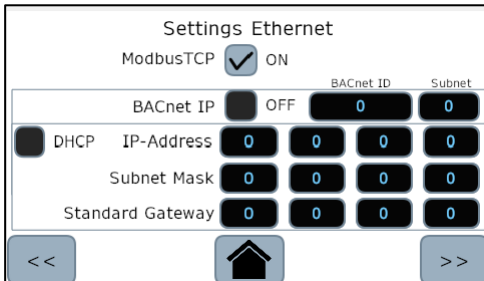 Settings Ethernet
ModbusTCP ON
BACnet ID Subnet
BACnet IP OFF 0 0
DHCP IP-Address 0 0 0 0
Subnet Mask 0 0 0 0
Standard Gateway 0 0 0 0
<< >>